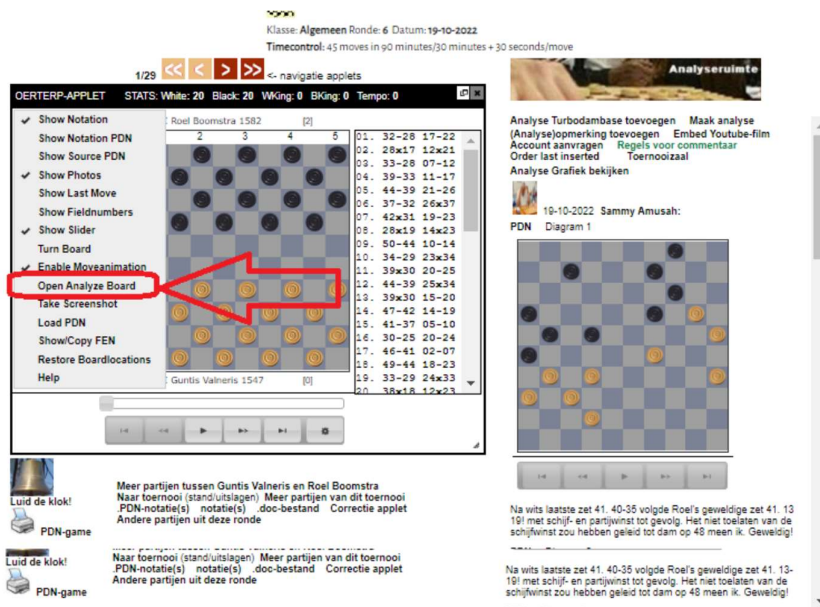 Klasse: Algemeen Ronde: 6 Datum: 19-10-2022
Timecontrol: 45 moves in 90 minutes/30 minutes + 30 seconds/move
1/29 << < > >> <- navigatie applets
OERTERP-APPLET STATS: White: 20 Black: 20 WKing: 0 BKing: 0 Tempo: 0
Show Notation
Show Notation PDN
Show Source PDN
Show Photos
Show Last Move
Show Fieldnumbers
Show Slider
Turn Board
Enable Moveanimation
Open Analyze Board
Take Screenshot
Load PDN
Show/Copy FEN
Restore Boardlocations
Help
Roel Boomstra 1582 [2]
2 3 4 5
Guntis Valneris 1547 [0]
01. 32-28 17-22
02. 28x17 12x21
03. 33-28 07-12
04. 39-33 11-17
05. 44-39 21-26
06. 37-32 26x37
07. 42x31 19-23
08. 28x19 14x23
09. 50-44 10-14
10. 34-29 23x34
11. 39x30 20-25
12. 44-39 25x34
13. 39x30 15-20
14. 47-42 14-19
15. 41-37 05-10
16. 30-25 20-24
17. 46-41 02-07
18. 49-44 18-23
19. 33-29 24x33
20. 38x18 12x23
Luid de klok!
PDN-game
Meer partijen tussen Guntis Valneris en Roel Boomstra
Naar toernooi (stand/uitslagen) Meer partijen van dit toernooi
.PDN-notatie(s) notatie(s) .doc-bestand Correctie applet
Andere partijen uit deze ronde
Luid de klok!
PDN-game
Naar toernooi (stand/uitslagen) Meer partijen van dit toernooi
.PDN-notatie(s) notatie(s) .doc-bestand Correctie applet
Andere partijen uit deze ronde
Analyseruimte
Analyse Turbodambase toevoegen Maak analyse
(Analyse)opmerking toevoegen Embed Youtube-film
Account aanvragen Regels voor commentaar
Order last inserted Toernooizaal
Analyse Grafiek bekijken
19-10-2022 Sammy Amusah:
PDN Diagram 1
Na wits laatste zet 41. 40-35 volgde Roel's geweldige zet 41. 13
19! met schijf- en partijwinst tot gevolg. Het niet toelaten van de
schijfwinst zou hebben geleid tot dam op 48 meen ik. Geweldig!
Na wits laatste zet 41. 40-35 volgde Roel's geweldige zet 41. 13-
19! met schijf- en partijwinst tot gevolg. Het niet toelaten van de
schijfwinst zou hebben geleid tot dam op 48 meen ik. Geweldig!